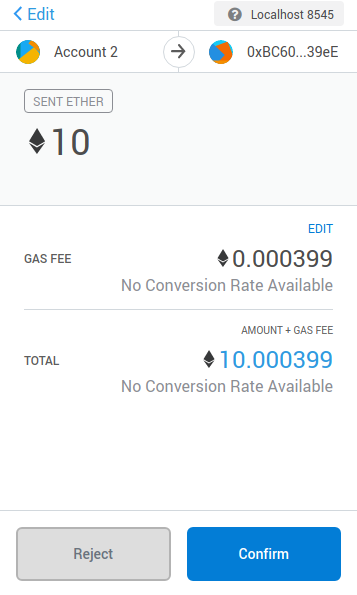 Edit
? Localhost 8545
Account 2
0xBC60...39eE
SENT ETHER
10
EDIT
GAS FEE
0.000399
No Conversion Rate Available
AMOUNT + GAS FEE
TOTAL
10.000399
No Conversion Rate Available
Reject
Confirm